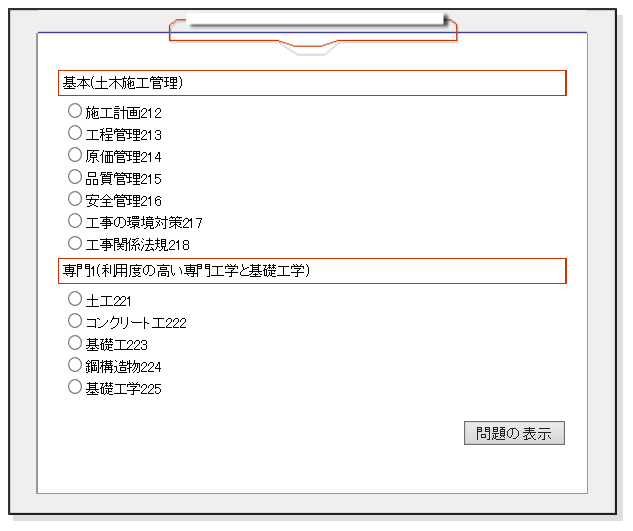 基本(土木施工管理)
施工計画212
工程管理213
原価管理214
品質管理215
安全管理216
工事の環境対策217
工事関係法規218
専門1(利用度の高い専門工学と基礎工学)
土工221
コンクリート工222
基礎工223
鋼構造物224
基礎工学225
問題の表示